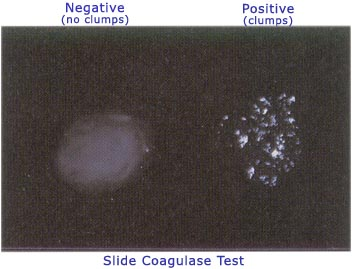 Negative
(no clumps)
Positive
(clumps)
Slide Coagulase Test